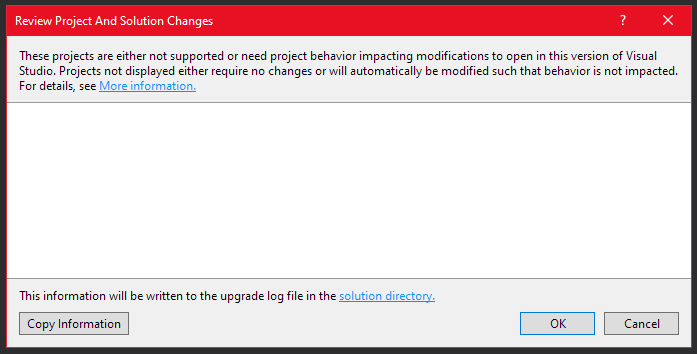 Review Project And Solution Changes
?
These projects are either not supported or need project behavior impacting modifications to open in this version of Visual
Studio. Projects not displayed either require no changes or will automatically be modified such that behavior is not impacted.
For details, see More information.
This information will be written to the upgrade log file in the solution directory.
Copy Information OK Cancel